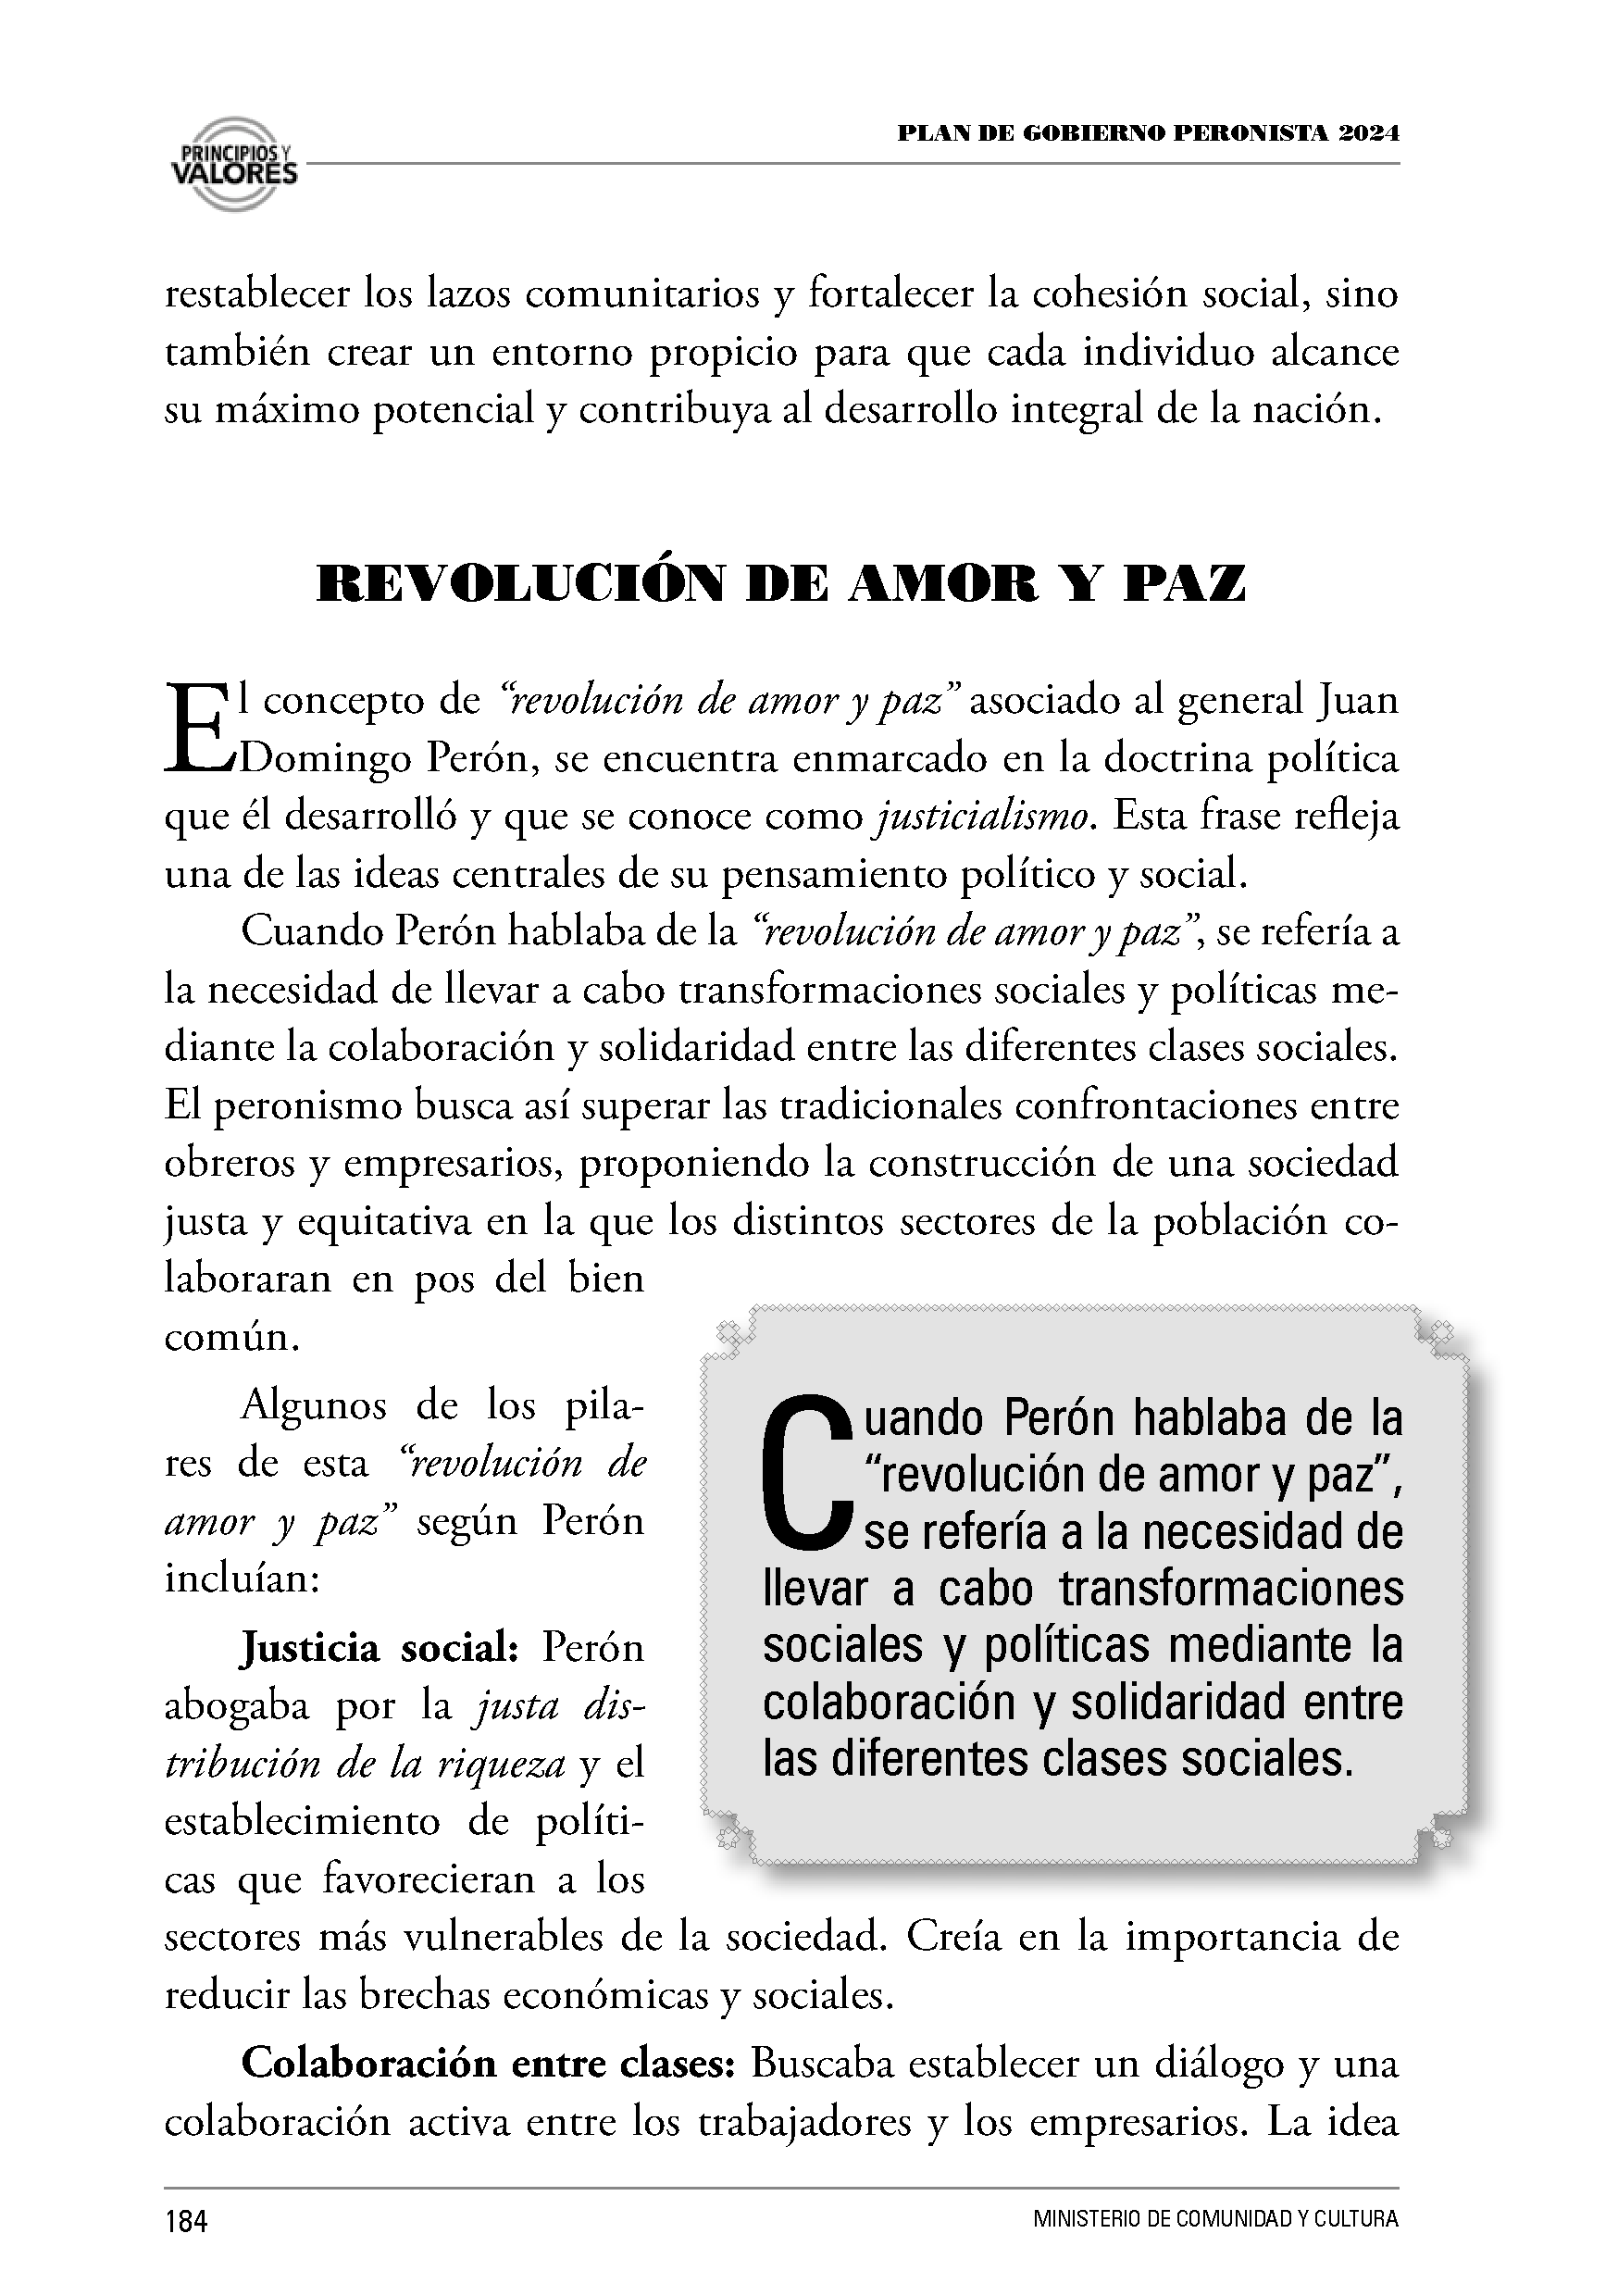 PRINCIPIOS Y
VALORES
PLAN DE GOBIERNO PERONISTA 2024
restablecer los lazos comunitarios y fortalecer la cohesión social, sino
también crear un entorno propicio para que cada individuo alcance
su máximo potencial y contribuya al desarrollo integral de la nación.
REVOLUCIÓN DE AMOR Y PAZ
El concepto de “revolución de amor y paz” asociado al general Juan
Domingo Perón, se encuentra enmarcado en la doctrina política
que él desarrolló y que se conoce como justicialismo. Esta frase refleja
una de las ideas centrales de su pensamiento político y social.
Cuando Perón hablaba de la “revolución de amor y paz”, se refería a
la necesidad de llevar a cabo transformaciones sociales y políticas me-
diante la colaboración y solidaridad entre las diferentes clases sociales.
El peronismo busca así superar las tradicionales confrontaciones entre
obreros y empresarios, proponiendo la construcción de una sociedad
justa y equitativa en la que los distintos sectores de la población co-
laboraran en pos del bien
común.
Algunos de los pila-
res de esta “revolución de
amor y paz” según Perón
incluían:
Justicia social: Perón
abogaba por la justa dis-
tribución de la riqueza y el
establecimiento de políti-
cas que favorecieran a los
sectores más vulnerables de la sociedad. Creía en la importancia de
reducir las brechas económicas y sociales.
Cuando Perón hablaba de la
“revolución de amor y paz”,
se refería a la necesidad de
llevar a cabo transformaciones
sociales y políticas mediante la
colaboración y solidaridad entre
las diferentes clases sociales.
Colaboración entre clases: Buscaba establecer un diálogo y una
colaboración activa entre los trabajadores y los empresarios. La idea
184
MINISTERIO DE COMUNIDAD Y CULTURA